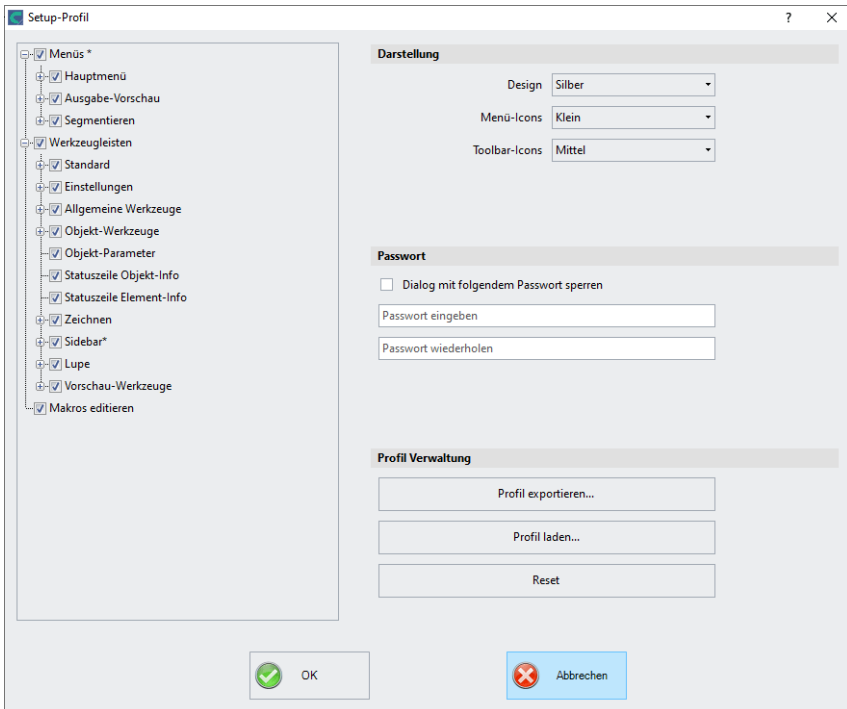 Setup-Profil ?
Menüs *
Hauptmenü
Ausgabe-Vorschau
Segmentieren
Werkzeugleisten
Standard
Einstellungen
Allgemeine Werkzeuge
Objekt-Werkzeuge
Objekt-Parameter
Statuszeile Objekt-Info
Statuszeile Element-Info
Zeichnen
Sidebar*
Lupe
Vorschau-Werkzeuge
Makros editieren
Darstellung
Design Silber
Menü-Icons Klein
Toolbar-Icons Mittel
Passwort
Dialog mit folgendem Passwort sperren
Passwort eingeben
Passwort wiederholen
Profil Verwaltung
Profil exportieren...
Profil laden...
Reset
OK
Abbrechen